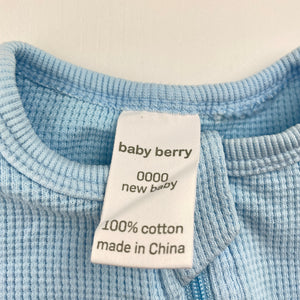 baby berry
0000
new baby
100% cotton
made in China